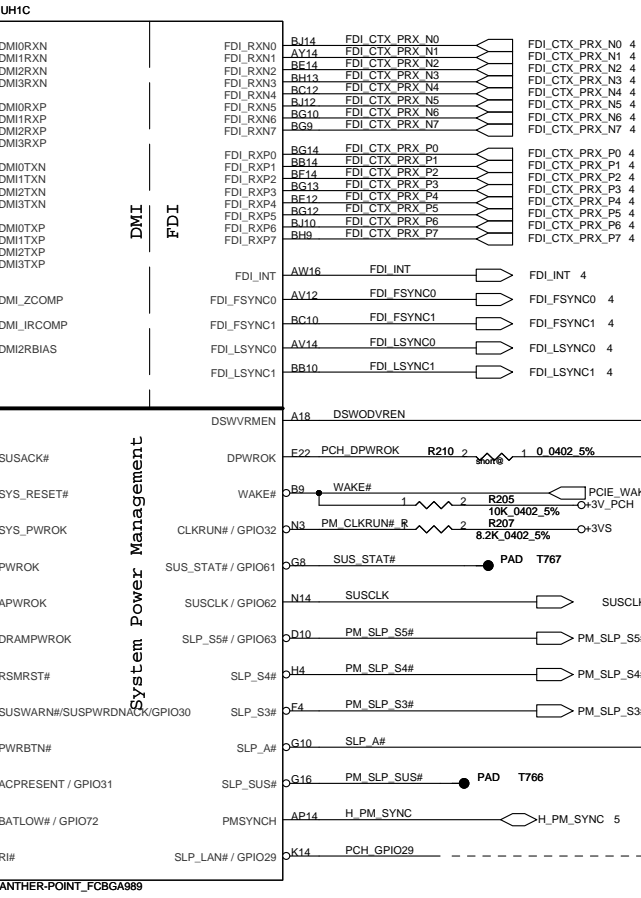 UH1C
DMI0RXN FDI_RXN0 BJ14 FDI_CTX_PRX_N0 FDI_CTX_PRX_N0 4
DMI1RXN FDI_RXN1 AY14 FDI_CTX_PRX_N1 FDI_CTX_PRX_N1 4
DMI2RXN FDI_RXN2 BE14 FDI_CTX_PRX_N2 FDI_CTX_PRX_N2 4
DMI3RXN FDI_RXN3 BH13 FDI_CTX_PRX_N3 FDI_CTX_PRX_N3 4
FDI_RXN4 BC12 FDI_CTX_PRX_N4 FDI_CTX_PRX_N4 4
DMI0RXP FDI_RXN5 BJ12 FDI_CTX_PRX_N5 FDI_CTX_PRX_N5 4
DMI1RXP FDI_RXN6 BG10 FDI_CTX_PRX_N6 FDI_CTX_PRX_N6 4
DMI2RXP FDI_RXN7 BG9 FDI_CTX_PRX_N7 FDI_CTX_PRX_N7 4
DMI3RXP
FDI_RXP0 BG14 FDI_CTX_PRX_P0 FDI_CTX_PRX_P0 4
DMI0TXN FDI_RXP1 BB14 FDI_CTX_PRX_P1 FDI_CTX_PRX_P1 4
DMI1TXN FDI_RXP2 BF14 FDI_CTX_PRX_P2 FDI_CTX_PRX_P2 4
DMI2TXN FDI_RXP3 BG13 FDI_CTX_PRX_P3 FDI_CTX_PRX_P3 4
DMI3TXN FDI_RXP4 BE12 FDI_CTX_PRX_P4 FDI_CTX_PRX_P4 4
FDI_RXP5 BG12 FDI_CTX_PRX_P5 FDI_CTX_PRX_P5 4
DMI0TXP FDI_RXP6 BJ10 FDI_CTX_PRX_P6 FDI_CTX_PRX_P6 4
DMI1TXP FDI_RXP7 BH9 FDI_CTX_PRX_P7 FDI_CTX_PRX_P7 4
DMI2TXP
DMI3TXP
DMI
FDI
FDI_INT AW16 FDI_INT FDI_INT 4
DMI_ZCOMP FDI_FSYNC0 AV12 FDI_FSYNC0 FDI_FSYNC0 4
DMI_IRCOMP FDI_FSYNC1 BC10 FDI_FSYNC1 FDI_FSYNC1 4
DMI2RBIAS FDI_LSYNC0 AV14 FDI_LSYNC0 FDI_LSYNC0 4
FDI_LSYNC1 BB10 FDI_LSYNC1 FDI_LSYNC1 4
System Power Management
DSWVRMEN A18 DSWODVREN
SUSACK# DPWROK E22 PCH_DPWROK R210 2 1 0_0402_5%
short@
SYS_RESET# WAKE# B9 WAKE# PCIE_WAK
1 2 R205 +3V_PCH
10K_0402_5%
SYS_PWROK CLKRUN# / GPIO32 N3 PM_CLKRUN#_R 2 R207 +3VS
8.2K_0402_5%
PWROK SUS_STAT# / GPIO61 G8 SUS_STAT# PAD T767
APWROK SUSCLK / GPIO62 N14 SUSCLK SUSCL
DRAMPWROK SLP_S5# / GPIO63 D10 PM_SLP_S5# PM_SLP_S5
RSMRST# SLP_S4# H4 PM_SLP_S4# PM_SLP_S4
SUSWARN#/SUSPWRDNACK/GPIO30 SLP_S3# F4 PM_SLP_S3# PM_SLP_S3
PWRBTN# SLP_A# G10 SLP_A#
ACPRESENT / GPIO31 SLP_SUS# G16 PM_SLP_SUS# PAD T766
BATLOW# / GPIO72 PMSYNCH AP14 H_PM_SYNC H_PM_SYNC 5
RI# SLP_LAN# / GPIO29 K14 PCH_GPIO29
ANTHER-POINT_FCBGA989